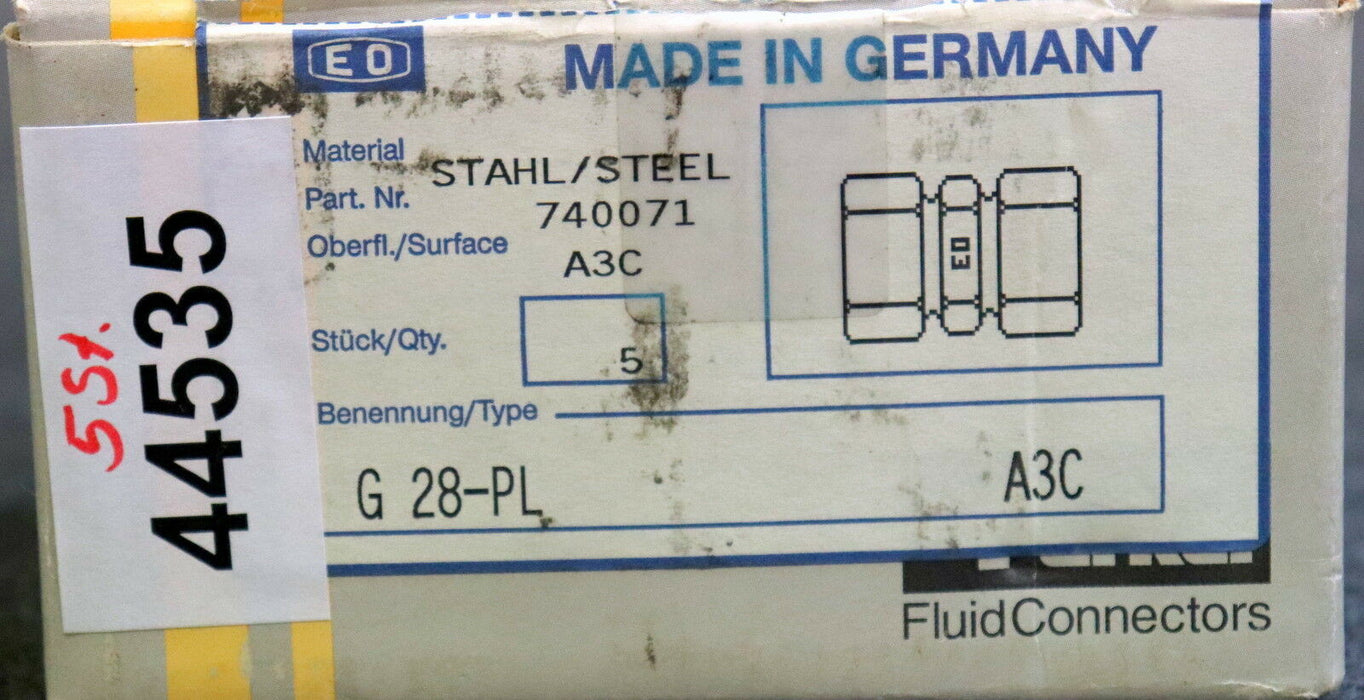 EO
MADE IN GERMANY
Material STAHL/STEEL
Part. Nr. 740071
Oberfl./Surface A3C
EO
Stück/Qty. 5
Benennung/Type
G 28-PL A3C
FluidConnectors
44535
5St.